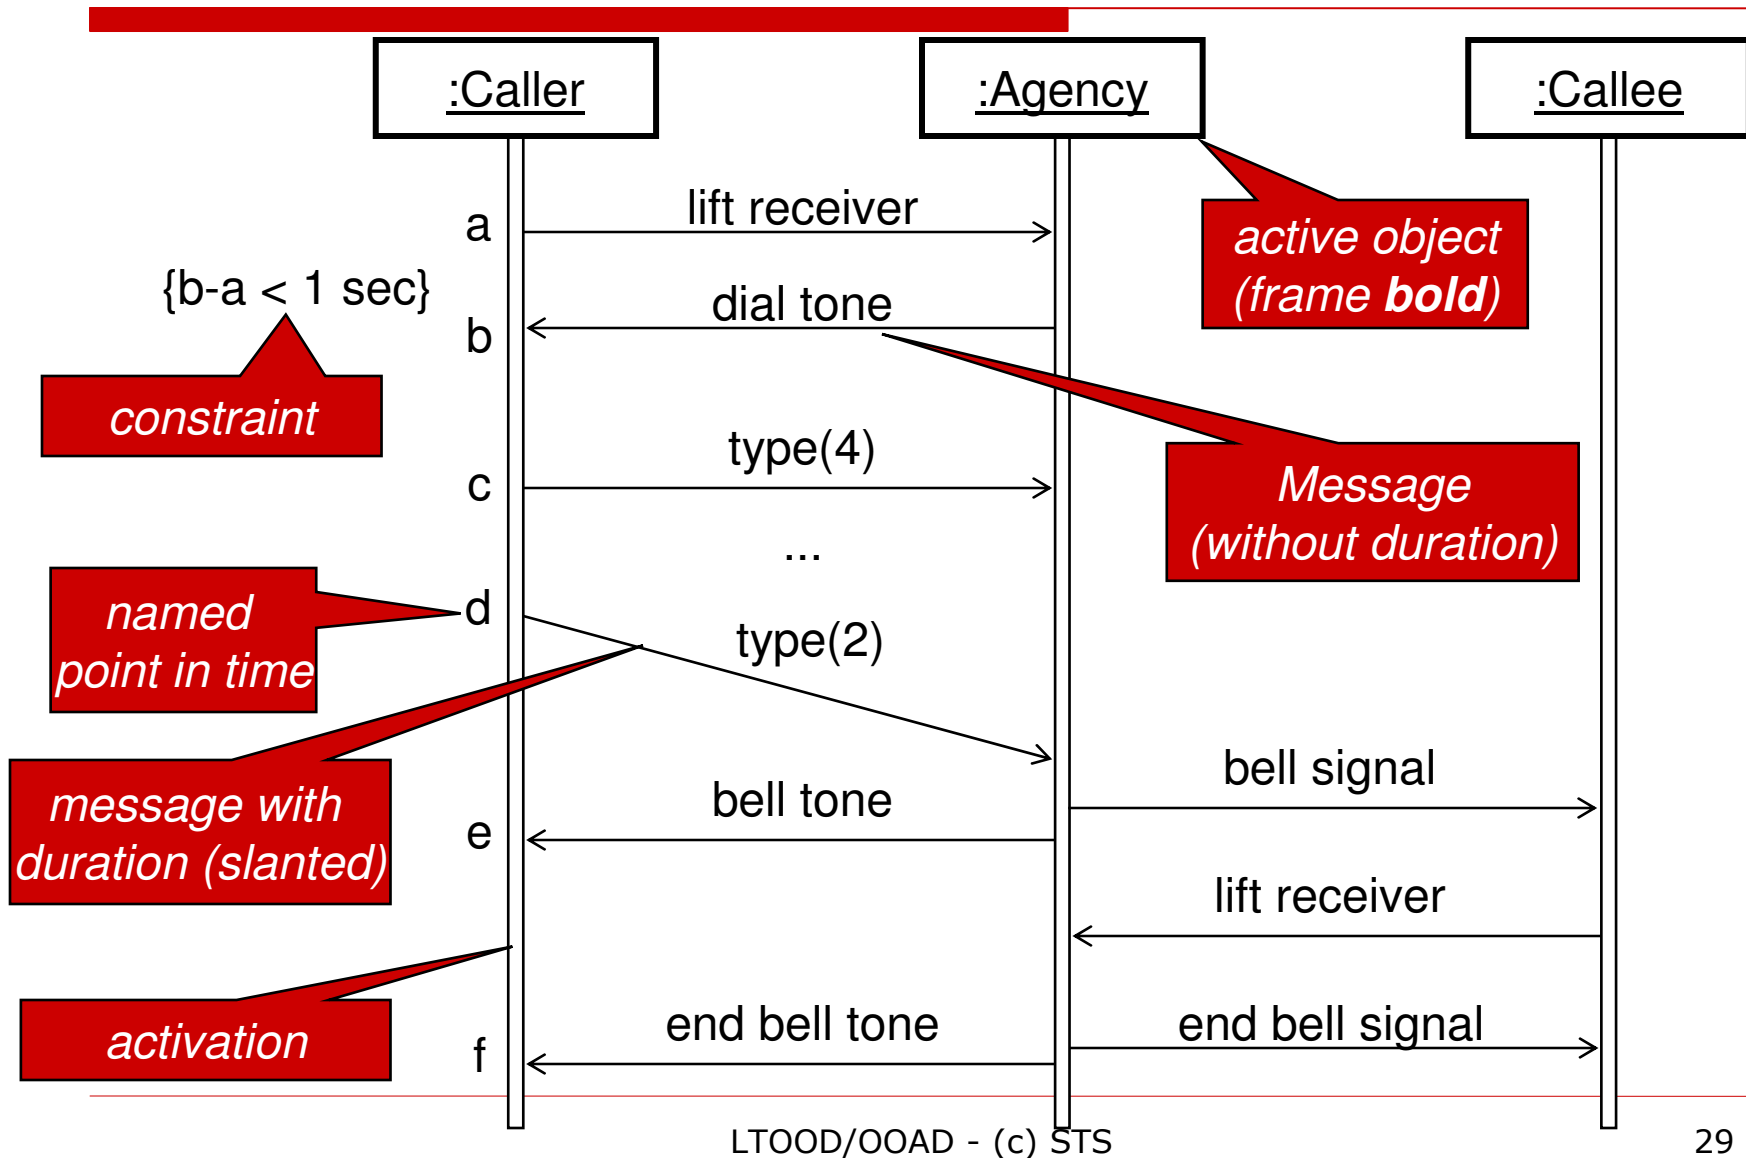 :Caller
:Agency
:Callee
lift receiver
a
active object
(frame bold)
{b-a < 1 sec}
dial tone
b
constraint
type(4)
c
Message
(without duration)
...
named
point in time
d
type(2)
message with
duration (slanted)
bell signal
bell tone
e
lift receiver
activation
end bell tone
end bell signal
f
LTOOD/OOAD - (c) STS
29